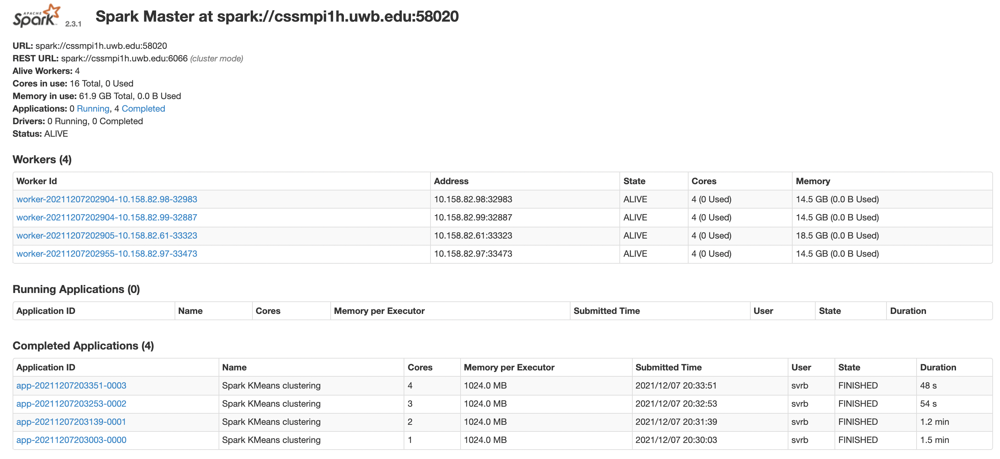 APACHE
Spark 2.3.1 Spark Master at spark://cssmpi1h.uwb.edu:58020
URL: spark://cssmpi1h.uwb.edu:58020
REST URL: spark://cssmpi1h.uwb.edu:6066 (cluster mode)
Alive Workers: 4
Cores in use: 16 Total, 0 Used
Memory in use: 61.9 GB Total, 0.0 B Used
Applications: 0 Running, 4 Completed
Drivers: 0 Running, 0 Completed
Status: ALIVE
Workers (4)
Worker Id Address State Cores Memory
worker-20211207202904-10.158.82.98-32983 10.158.82.98:32983 ALIVE 4 (0 Used) 14.5 GB (0.0 B Used)
worker-20211207202904-10.158.82.99-32887 10.158.82.99:32887 ALIVE 4 (0 Used) 14.5 GB (0.0 B Used)
worker-20211207202905-10.158.82.61-33323 10.158.82.61:33323 ALIVE 4 (0 Used) 18.5 GB (0.0 B Used)
worker-20211207202955-10.158.82.97-33473 10.158.82.97:33473 ALIVE 4 (0 Used) 14.5 GB (0.0 B Used)
Running Applications (0)
Application ID Name Cores Memory per Executor Submitted Time User State Duration
Completed Applications (4)
Application ID Name Cores Memory per Executor Submitted Time User State Duration
app-20211207203351-0003 Spark KMeans clustering 4 1024.0 MB 2021/12/07 20:33:51 svrb FINISHED 48 s
app-20211207203253-0002 Spark KMeans clustering 3 1024.0 MB 2021/12/07 20:32:53 svrb FINISHED 54 s
app-20211207203139-0001 Spark KMeans clustering 2 1024.0 MB 2021/12/07 20:31:39 svrb FINISHED 1.2 min
app-20211207203003-0000 Spark KMeans clustering 1 1024.0 MB 2021/12/07 20:30:03 svrb FINISHED 1.5 min